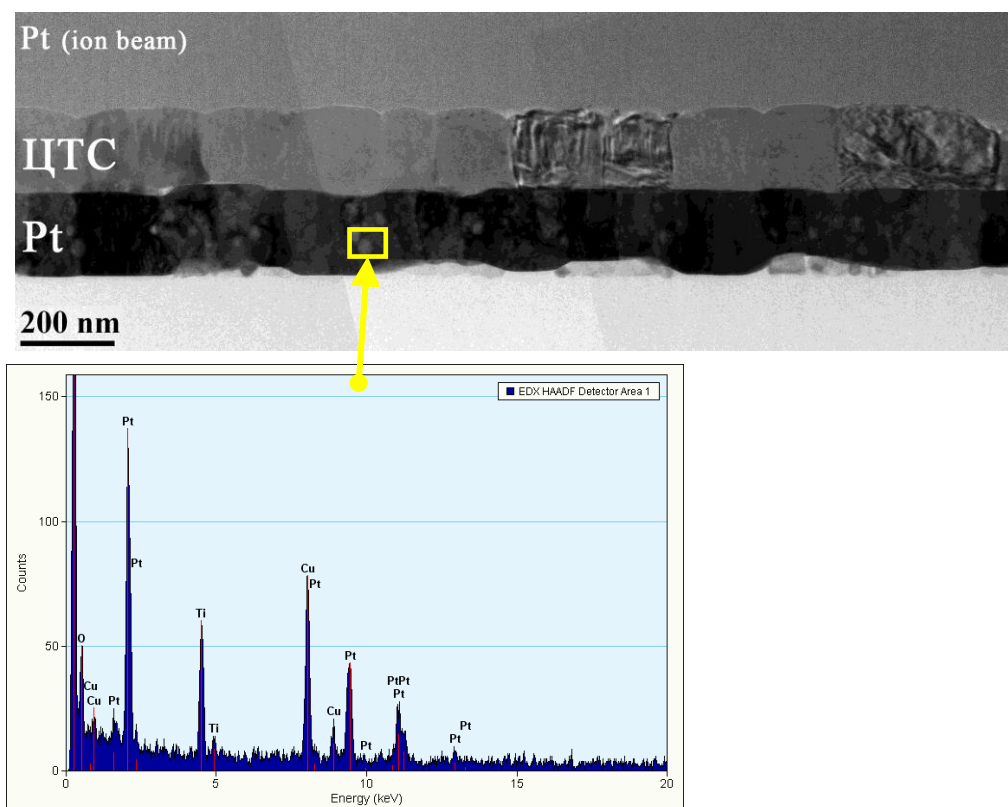 Pt (ion beam)
ЦТС
Pt
200 nm
EDX HAADF Detector Area 1
150
100
50
0
Counts
Pt
Pt
O
Cu
Cu
Pt
Ti
Ti
Cu
Pt
Cu
Pt
Pt
PtPt
Pt
Pt
Pt
0
5
10
15
20
Energy (keV)